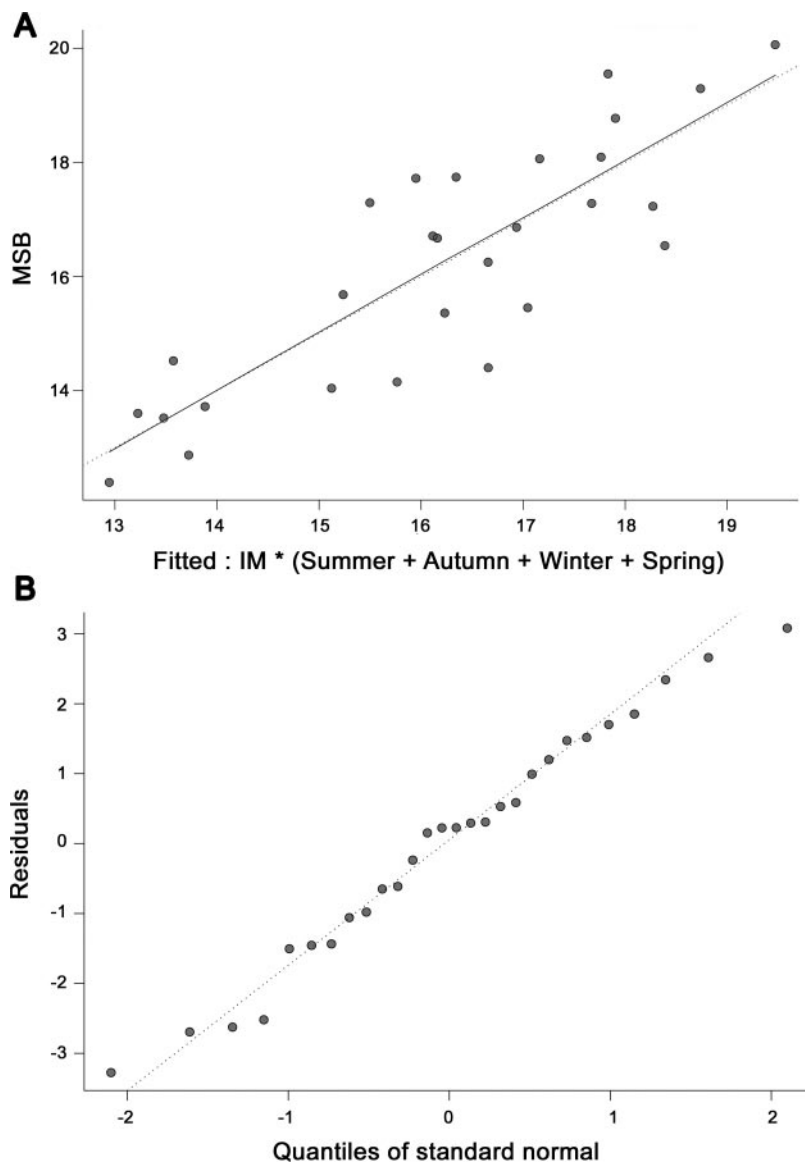 A
20
18
16
14
MSB
13 14 15 16 17 18 19
Fitted : IM * (Summer + Autumn + Winter + Spring)
B
3
2
1
0
-1
-2
-3
Residuals
-2 -1 0 1 2
Quantiles of standard normal